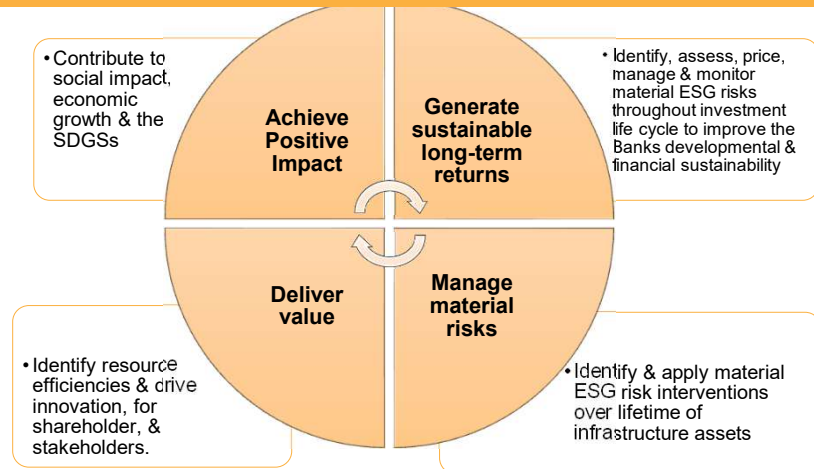 • Contribute to
social impact,
economic
growth & the
SDGSs
Achieve
Positive
Impact
Generate
sustainable
long-term
returns
• Identify, assess, price,
manage & monitor
material ESG risks
throughout investment
life cycle to improve the
Banks developmental &
financial sustainability
Deliver
value
Manage
material
risks
• Identify resource
efficiencies & drive
innovation, for
shareholder, &
stakeholders.
• Identify & apply material
ESG risk interventions
over lifetime of
infrastructure assets